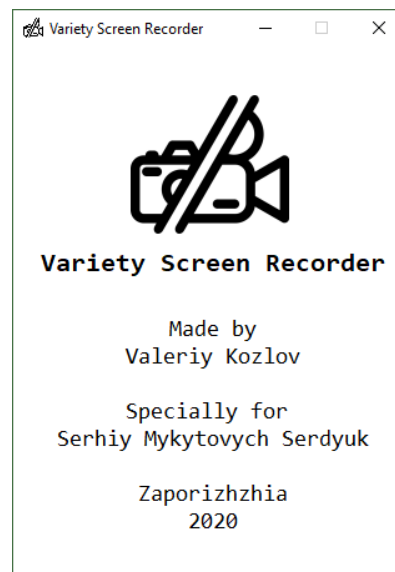 Variety Screen Recorder
Variety Screen Recorder
Made by
Valeriy Kozlov
Specially for
Serhiy Mykytovych Serdyuk
Zaporizhzhia
2020